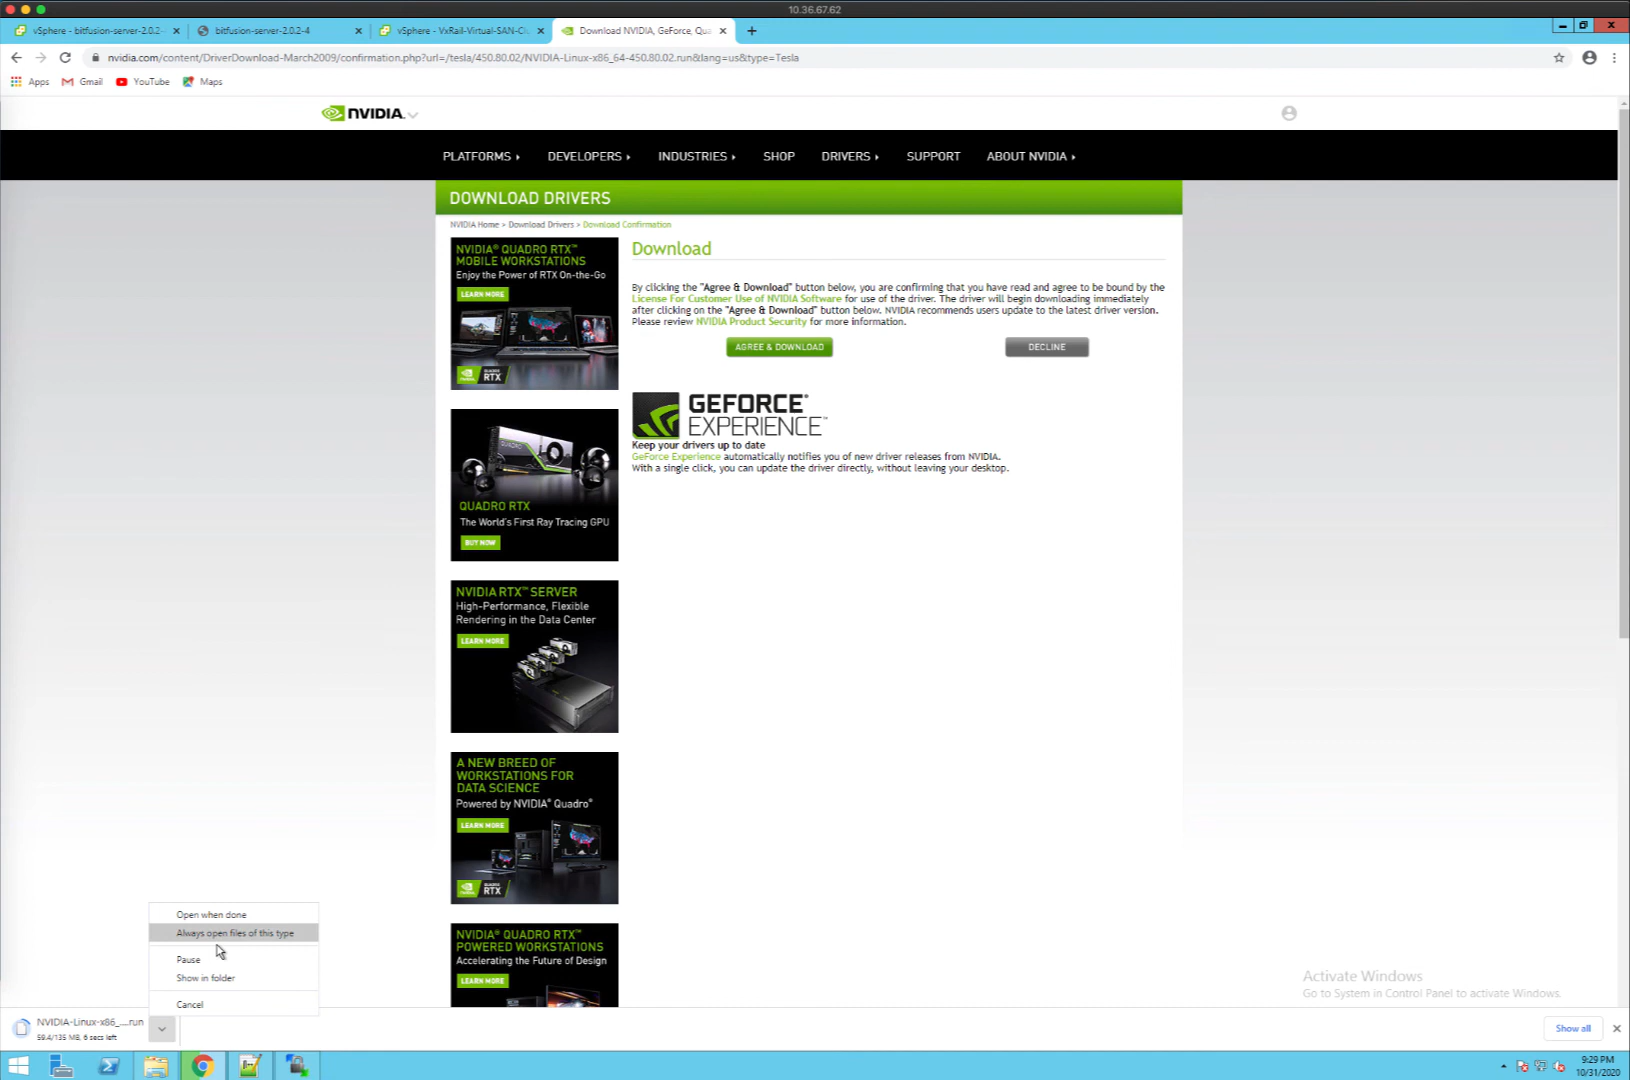 10.36.67.62
vSphere - bitfusion-server-2.0.2-
bitfusion-server-2.0.2-4
vSphere - VxRail-Virtual-SAN-Cl
Download NVIDIA, GeForce, Qua
nvidia.com/content/DriverDownload-March2009/confirmation.php?url=/tesla/450.80.02/NVIDIA-Linux-x86_64-450.80.02.run&lang=us&type=Tesla
Apps Gmail YouTube Maps
NVIDIA.
PLATFORMS DEVELOPERS INDUSTRIES SHOP DRIVERS SUPPORT ABOUT NVIDIA
DOWNLOAD DRIVERS
NVIDIA Home > Download Drivers > Download Confirmation
NVIDIA® QUADRO RTX™
MOBILE WORKSTATIONS
Enjoy the Power of RTX On-the-Go
LEARN MORE
QUADRO
RTX
QUADRO RTX
The World's First Ray Tracing GPU
BUY NOW
NVIDIA RTX™ SERVER
High-Performance, Flexible
Rendering in the Data Center
LEARN MORE
A NEW BREED OF
WORKSTATIONS FOR
DATA SCIENCE
Powered by NVIDIA® Quadro®
LEARN MORE
QUADRO
RTX
NVIDIA® QUADRO RTX™
POWERED WORKSTATIONS
Accelerating the Future of Design
LEARN MORE
Download
By clicking the "Agree & Download" button below, you are confirming that you have read and agree to be bound by the
License For Customer Use of NVIDIA Software for use of the driver. The driver will begin downloading immediately
after clicking on the "Agree & Download" button below. NVIDIA recommends users update to the latest driver version.
Please review NVIDIA Product Security for more information.
AGREE & DOWNLOAD
DECLINE
GEFORCE®
EXPERIENCE™
Keep your drivers up to date
GeForce Experience automatically notifies you of new driver releases from NVIDIA.
With a single click, you can update the driver directly, without leaving your desktop.
Open when done
Always open files of this type
Pause
Show in folder
Cancel
Activate Windows
Go to System in Control Panel to activate Windows.
NVIDIA-Linux-x86_....run
59.4/135 MB, 6 secs left
Show all
9:29 PM
10/31/2020